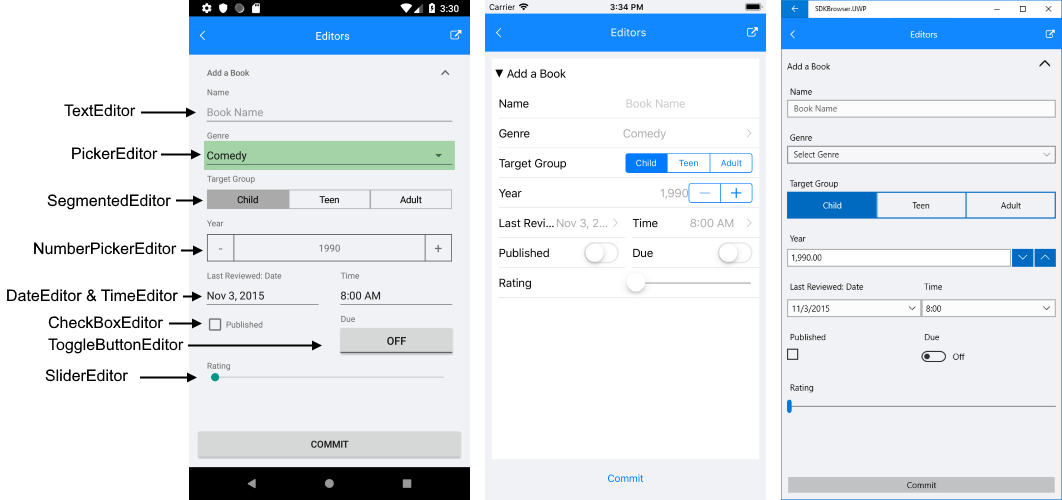 TextEditor
PickerEditor
SegmentedEditor
NumberPickerEditor
DateEditor & TimeEditor
CheckBoxEditor
ToggleButtonEditor
SliderEditor
3:30
Editors
Add a Book
Name
Book Name
Genre
Comedy
Target Group
Child Teen Adult
Year
- 1990 +
Last Reviewed: Date Time
Nov 3, 2015 8:00 AM
Published Due
OFF
Rating
COMMIT
Carrier 3:34 PM
Editors
Add a Book
Name Book Name
Genre Comedy
Target Group Child Teen Adult
Year 1,990 − +
Last Revi... Nov 3, 2... Time 8:00 AM
Published Due
Rating
Commit
SDKBrowser.UWP
Editors
Add a Book
Name
Book Name
Genre
Select Genre
Target Group
Child Teen Adult
Year
1,990.00
Last Reviewed: Date Time
11/3/2015 8:00
Published Due
Off
Rating
Commit